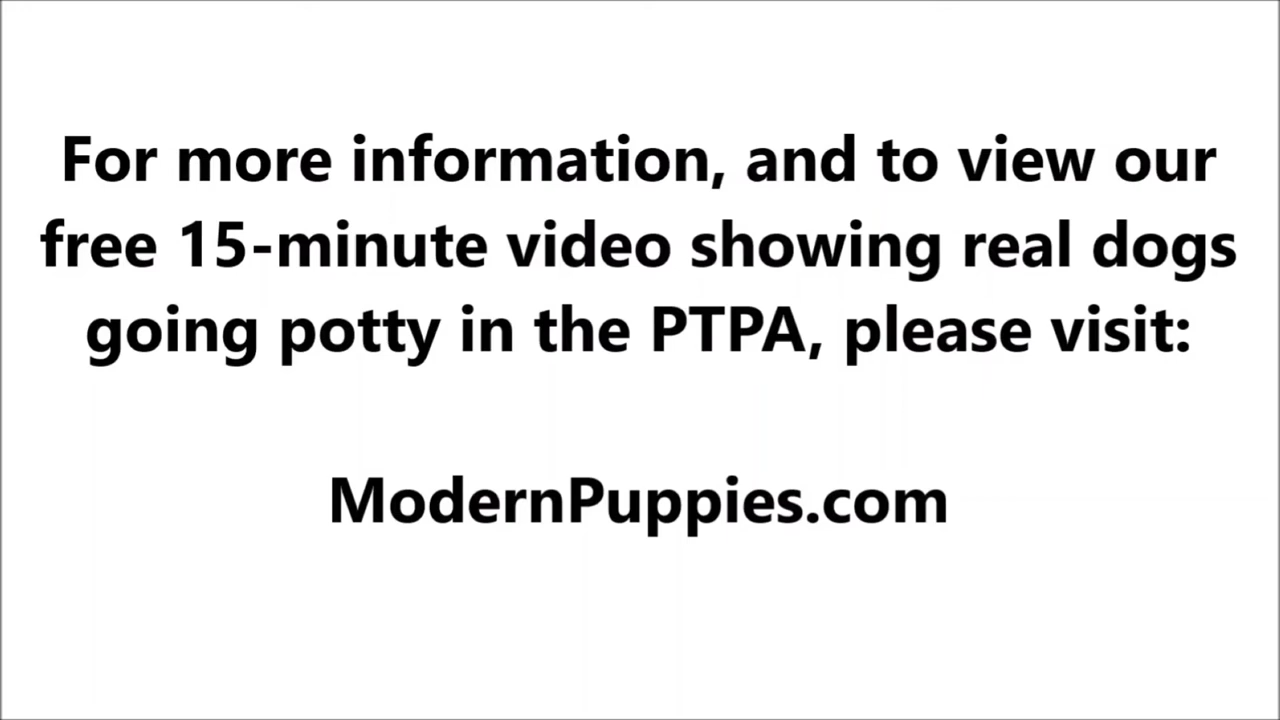 For more information, and to view our
free 15-minute video showing real dogs
going potty in the PTPA, please visit:
ModernPuppies.com